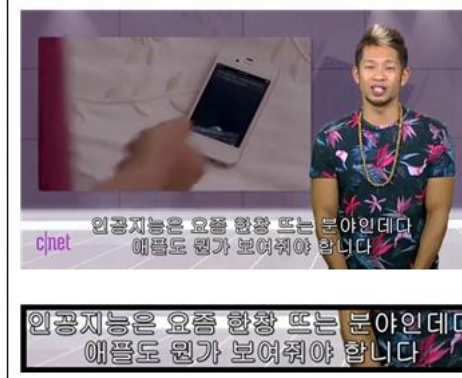 c|net
인공지능은 요즘 한창 뜨는 분야인데다
애플도 뭔가 보여줘야 합니다
인공지능은 요즘 한창 뜨는 분야인데다
애플도 뭔가 보여줘야 합니다